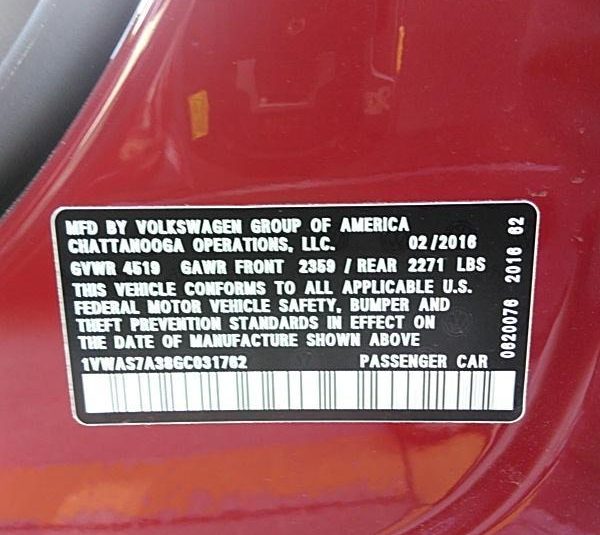 MFD BY VOLKSWAGEN GROUP OF AMERICA
CHATTANOOGA OPERATIONS, LLC. 02/2016
GVWR 4519 GAWR FRONT 2359 / REAR 2271 LBS
THIS VEHICLE CONFORMS TO ALL APPLICABLE U.S.
FEDERAL MOTOR VEHICLE SAFETY, BUMPER AND
THEFT PREVENTION STANDARDS IN EFFECT ON
THE DATE OF MANUFACTURE SHOWN ABOVE
1VWAS7A38GC031762 PASSENGER CAR
0620076 2016 62